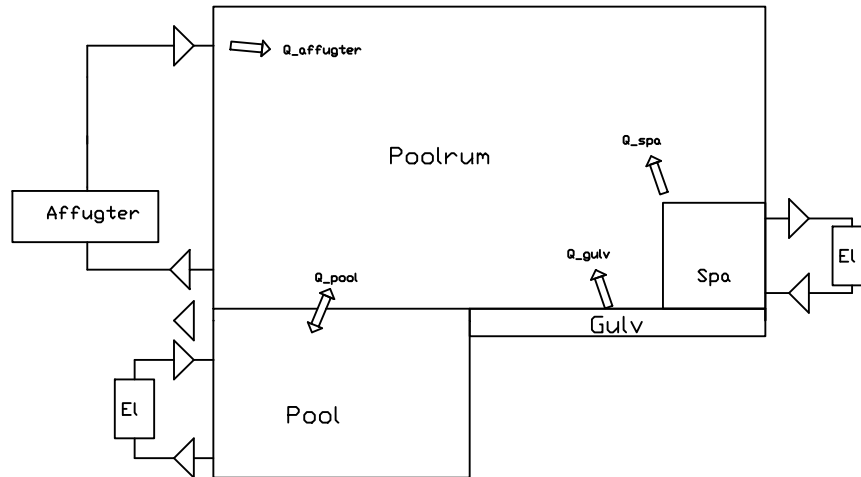 Q_affugter
Poolrum
Q_spa
Affugter
Q_gulv
El
Q_pool
Spa
Gulv
El
Pool